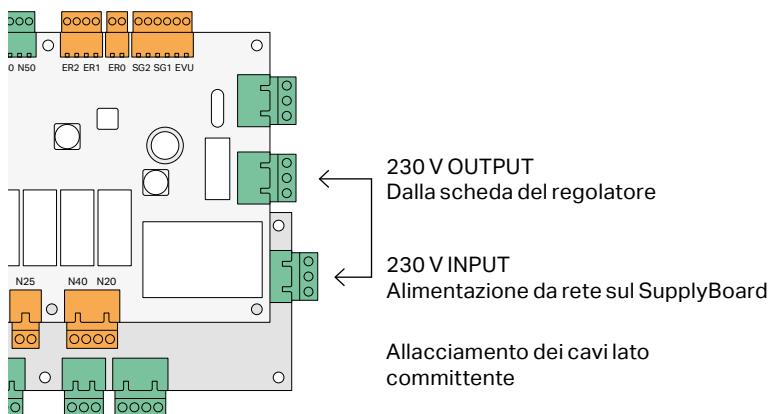 0 N50 ER2 ER1 ER0 SG2 SG1 EVU
230 V OUTPUT
Dalla scheda del regolatore
230 V INPUT
Alimentazione da rete sul SupplyBoard
N25 N40 N20
Allacciamento dei cavi lato
committente